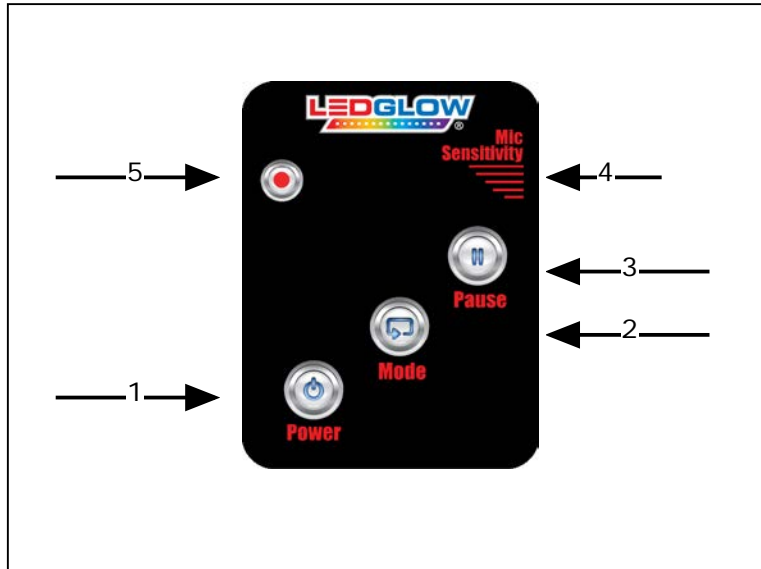 LEDGLOW
®
Mic
Sensitivity
5
4
3
Pause
2
Mode
1
Power